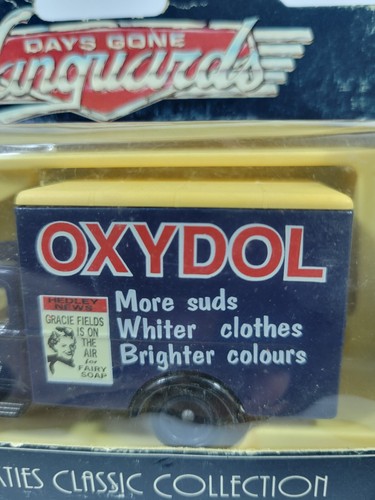 DAYS GONE
anguards
OXYDOL
More suds
Whiter clothes
Brighter colours
HEDLEY
NEWS
GRACIE FIELDS
IS ON
THE
AIR
for
FAIRY
SOAP
CLASSIC COLLECTION